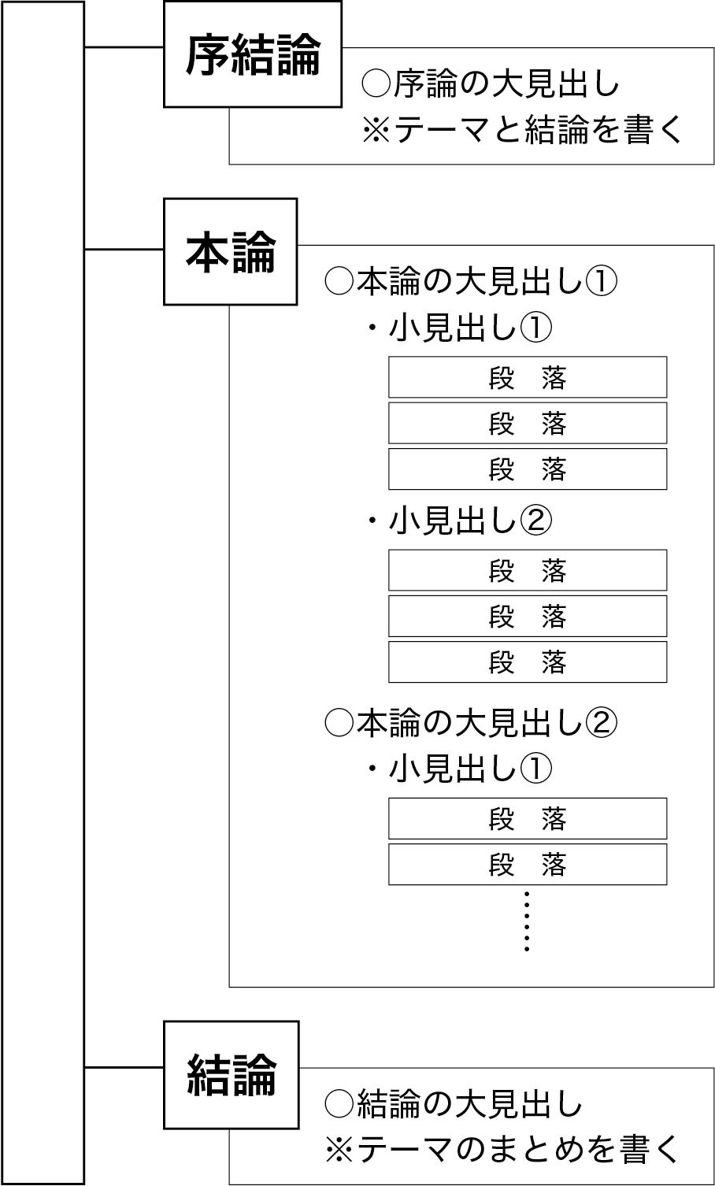 序結論
○序論の大見出し
※テーマと結論を書く
本論
○本論の大見出し①
・小見出し①
段　落
段　落
段　落
・小見出し②
段　落
段　落
段　落
○本論の大見出し②
・小見出し①
段　落
段　落
……
結論
○結論の大見出し
※テーマのまとめを書く